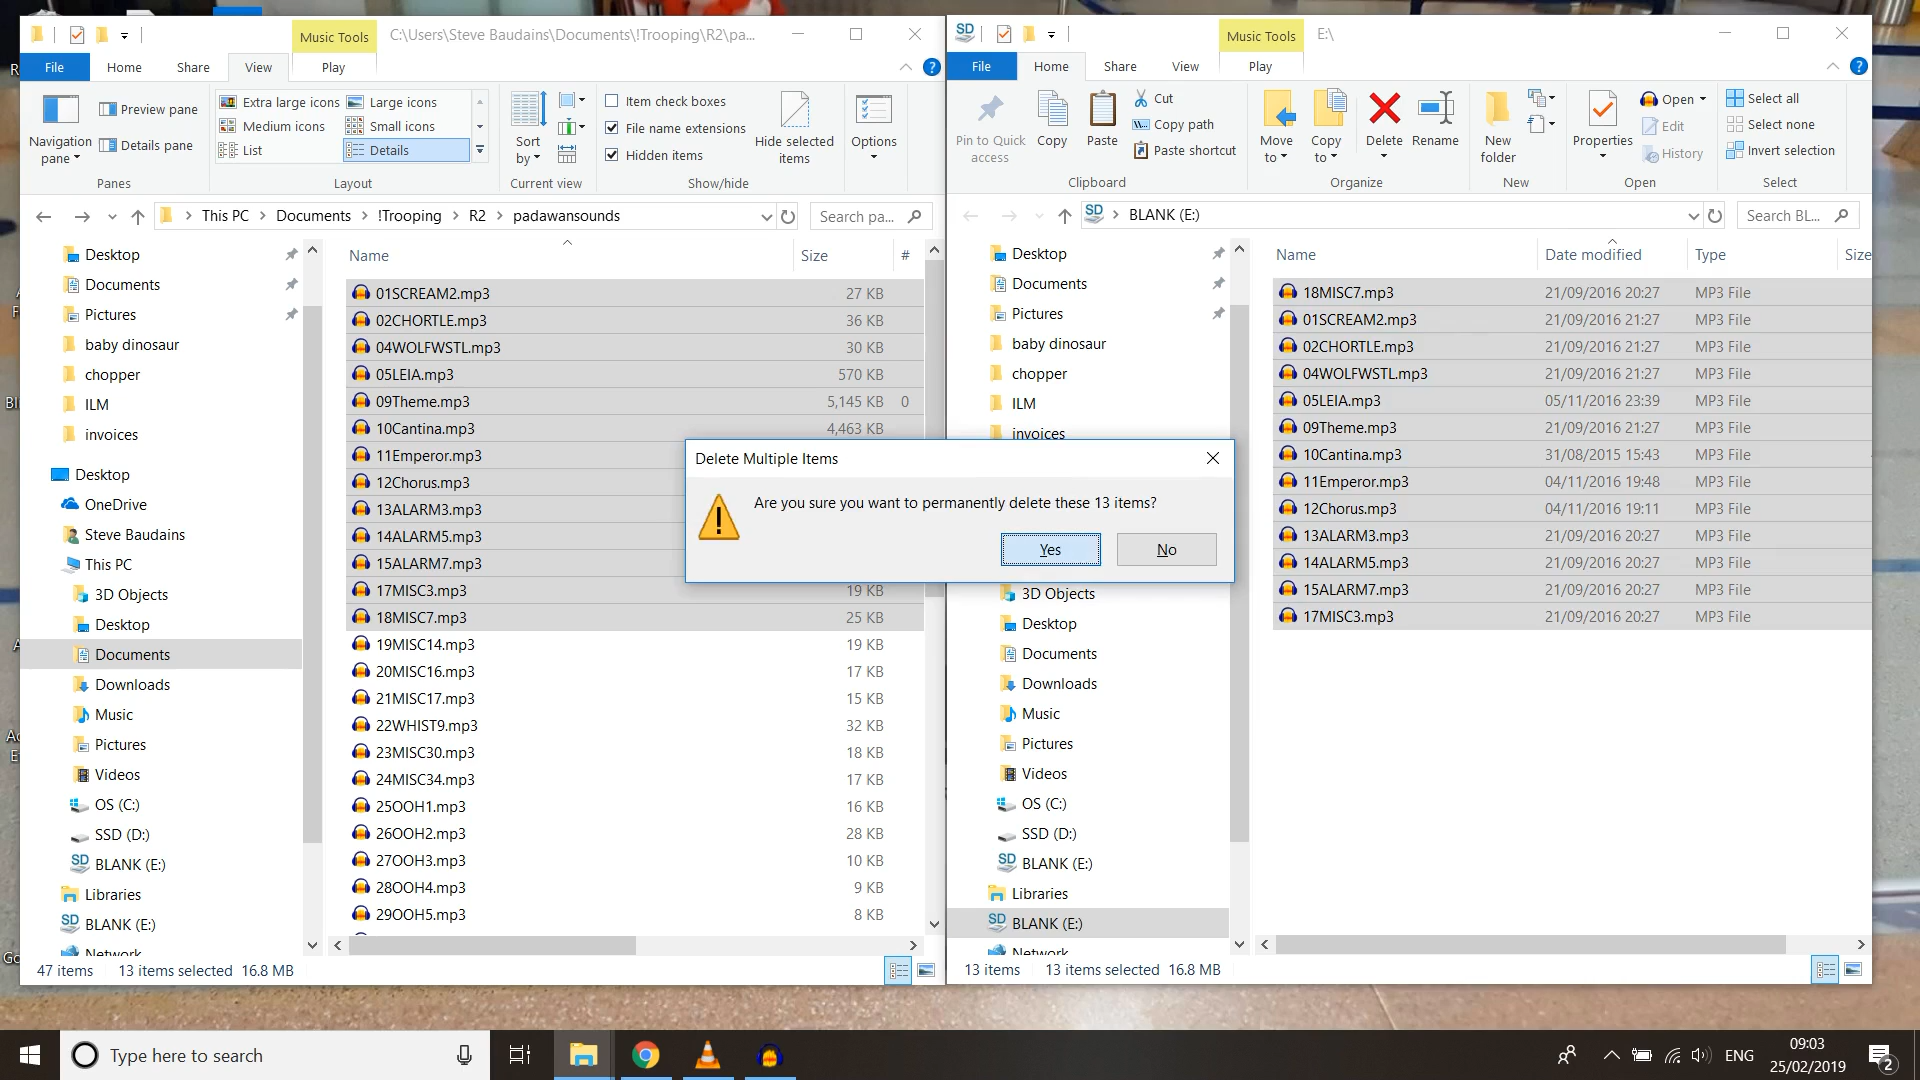 Music Tools
C:\Users\Steve Baudains\Documents\!Trooping\R2\pa...
File
Home
Share
View
Play
Navigation pane
Preview pane
Details pane
Panes
Extra large icons
Large icons
Medium icons
Small icons
List
Details
Layout
Sort by
Current view
Item check boxes
File name extensions
Hidden items
Hide selected items
Show/hide
Options
This PC > Documents > !Trooping > R2 > padawansounds
Search pa...
Desktop
Documents
Pictures
baby dinosaur
chopper
ILM
invoices
Desktop
OneDrive
Steve Baudains
This PC
3D Objects
Desktop
Documents
Downloads
Music
Pictures
Videos
OS (C:)
SSD (D:)
BLANK (E:)
Libraries
BLANK (E:)
Network
Name Size #
01SCREAM2.mp3 27 KB
02CHORTLE.mp3 36 KB
04WOLFWSTL.mp3 30 KB
05LEIA.mp3 570 KB
09Theme.mp3 5,145 KB 0
10Cantina.mp3 4,463 KB
11Emperor.mp3
12Chorus.mp3
13ALARM3.mp3
14ALARM5.mp3
15ALARM7.mp3
17MISC3.mp3 19 KB
18MISC7.mp3 25 KB
19MISC14.mp3 19 KB
20MISC16.mp3 17 KB
21MISC17.mp3 15 KB
22WHIST9.mp3 32 KB
23MISC30.mp3 18 KB
24MISC34.mp3 17 KB
25OOH1.mp3 16 KB
26OOH2.mp3 28 KB
27OOH3.mp3 10 KB
28OOH4.mp3 9 KB
29OOH5.mp3 8 KB
47 items 13 items selected 16.8 MB
Music Tools
E:\
File
Home
Share
View
Play
Pin to Quick access
Copy
Paste
Cut
Copy path
Paste shortcut
Clipboard
Move to
Copy to
Delete
Rename
Organize
New folder
New
Properties
Open
Edit
History
Open
Select all
Select none
Invert selection
Select
SD > BLANK (E:)
Search BL...
Desktop
Documents
Pictures
baby dinosaur
chopper
ILM
invoices
3D Objects
Desktop
Documents
Downloads
Music
Pictures
Videos
OS (C:)
SSD (D:)
BLANK (E:)
Libraries
BLANK (E:)
Network
Name Date modified Type Size
18MISC7.mp3 21/09/2016 20:27 MP3 File
01SCREAM2.mp3 21/09/2016 21:27 MP3 File
02CHORTLE.mp3 21/09/2016 21:27 MP3 File
04WOLFWSTL.mp3 21/09/2016 21:27 MP3 File
05LEIA.mp3 05/11/2016 23:39 MP3 File
09Theme.mp3 21/09/2016 21:27 MP3 File
10Cantina.mp3 31/08/2015 15:43 MP3 File
11Emperor.mp3 04/11/2016 19:48 MP3 File
12Chorus.mp3 04/11/2016 19:11 MP3 File
13ALARM3.mp3 21/09/2016 20:27 MP3 File
14ALARM5.mp3 21/09/2016 20:27 MP3 File
15ALARM7.mp3 21/09/2016 20:27 MP3 File
17MISC3.mp3 21/09/2016 20:27 MP3 File
13 items 13 items selected 16.8 MB
Delete Multiple Items
Are you sure you want to permanently delete these 13 items?
Yes
No
Type here to search
ENG
09:03
25/02/2019
2